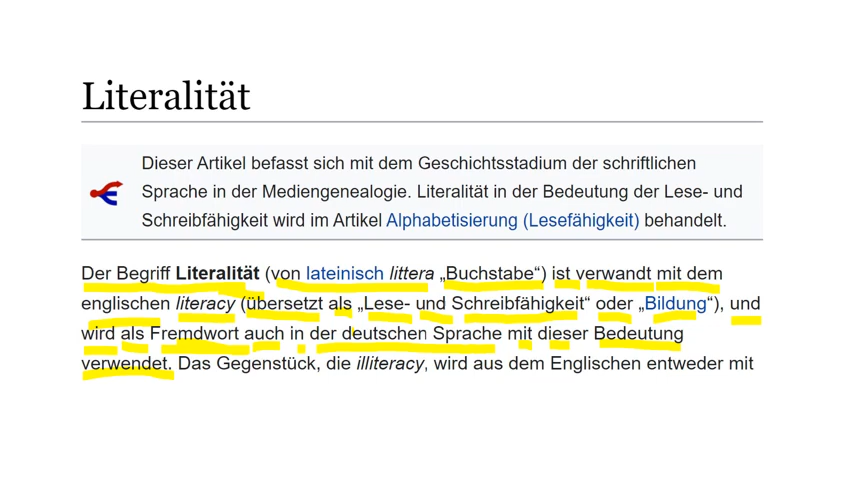 Literalität
Dieser Artikel befasst sich mit dem Geschichtsstadium der schriftlichen
Sprache in der Mediengenealogie. Literalität in der Bedeutung der Lese- und
Schreibfähigkeit wird im Artikel Alphabetisierung (Lesefähigkeit) behandelt.
Der Begriff Literalität (von lateinisch littera „Buchstabe“) ist verwandt mit dem
englischen literacy (übersetzt als „Lese- und Schreibfähigkeit“ oder „Bildung“), und
wird als Fremdwort auch in der deutschen Sprache mit dieser Bedeutung
verwendet. Das Gegenstück, die illiteracy, wird aus dem Englischen entweder mit